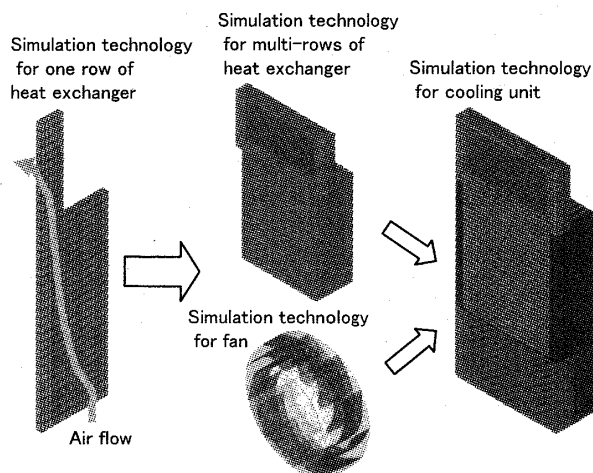 Simulation technology
for one row of
heat exchanger
Simulation technology
for multi-rows of
heat exchanger
Simulation technology
for cooling unit
Simulation technology
for fan
Air flow